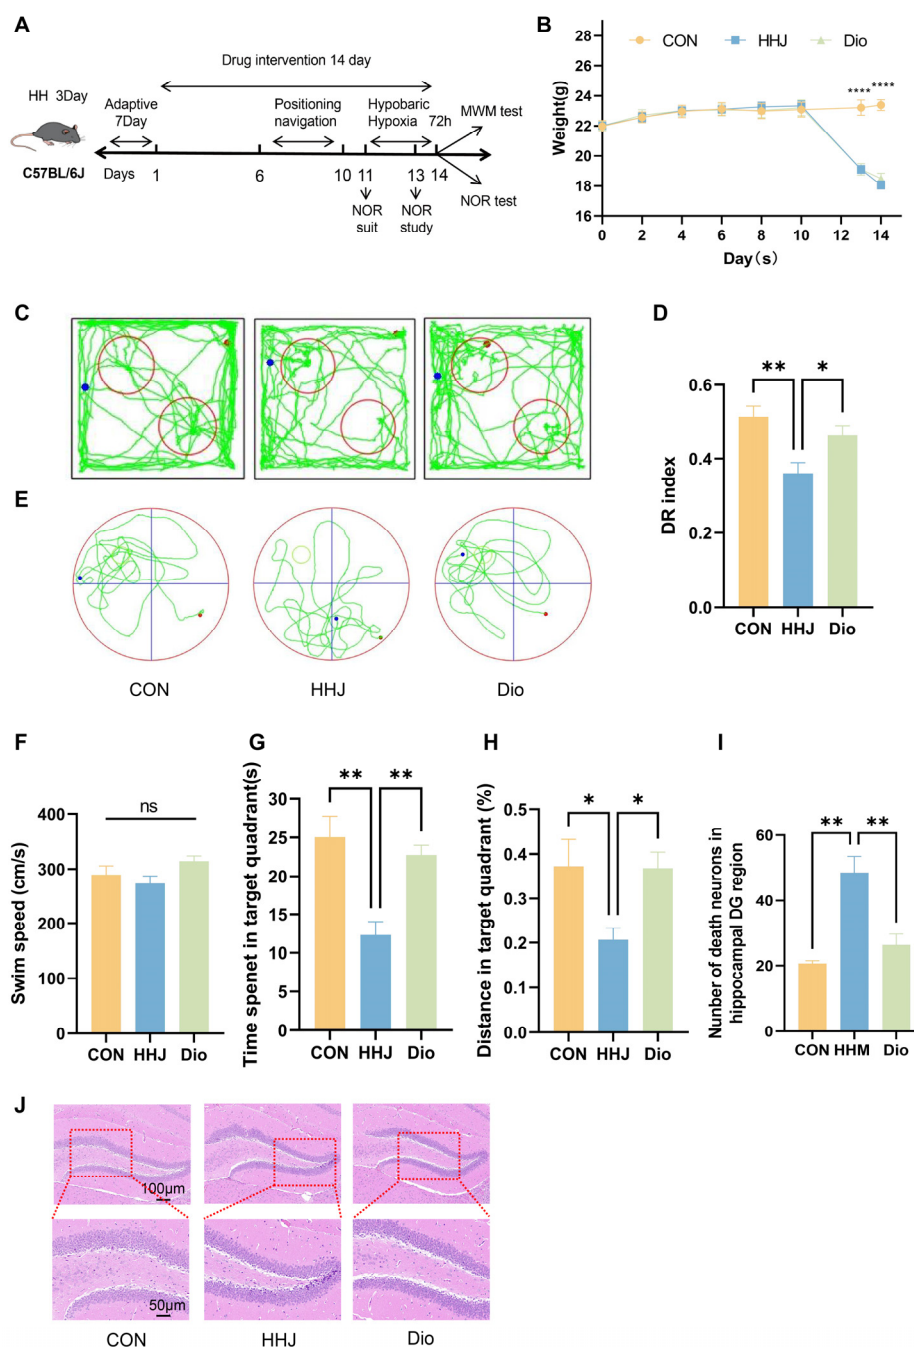 A
Drug intervention 14 day
HH 3Day
Adaptive
7Day
Positioning
navigation
Hypobaric
Hypoxia
72h
MWM test
C57BL/6J
Days
1 6 10 11 13 14
NOR
suit
NOR
study
NOR test
B
CON HHJ Dio
Weight(g)
28
26
24
22
20
18
16
0 2 4 6 8 10 12 14
Day(s)
**** ****
C
D
DR index
0.6
0.4
0.2
0.0
** *
CON HHJ Dio
E
CON HHJ Dio
F
Swim speed (cm/s)
400
300
200
100
0
ns
CON HHJ Dio
G
Time spenet in target quadrant(s)
30
25
20
15
10
5
0
** **
CON HHJ Dio
H
Distance in target quadrant (%)
0.5
0.4
0.3
0.2
0.1
0.0
* *
CON HHJ Dio
I
Nunber of death neurons in
hippocampal DG region
60
40
20
0
** **
CON HHM Dio
J
100μm
50μm
CON HHJ Dio